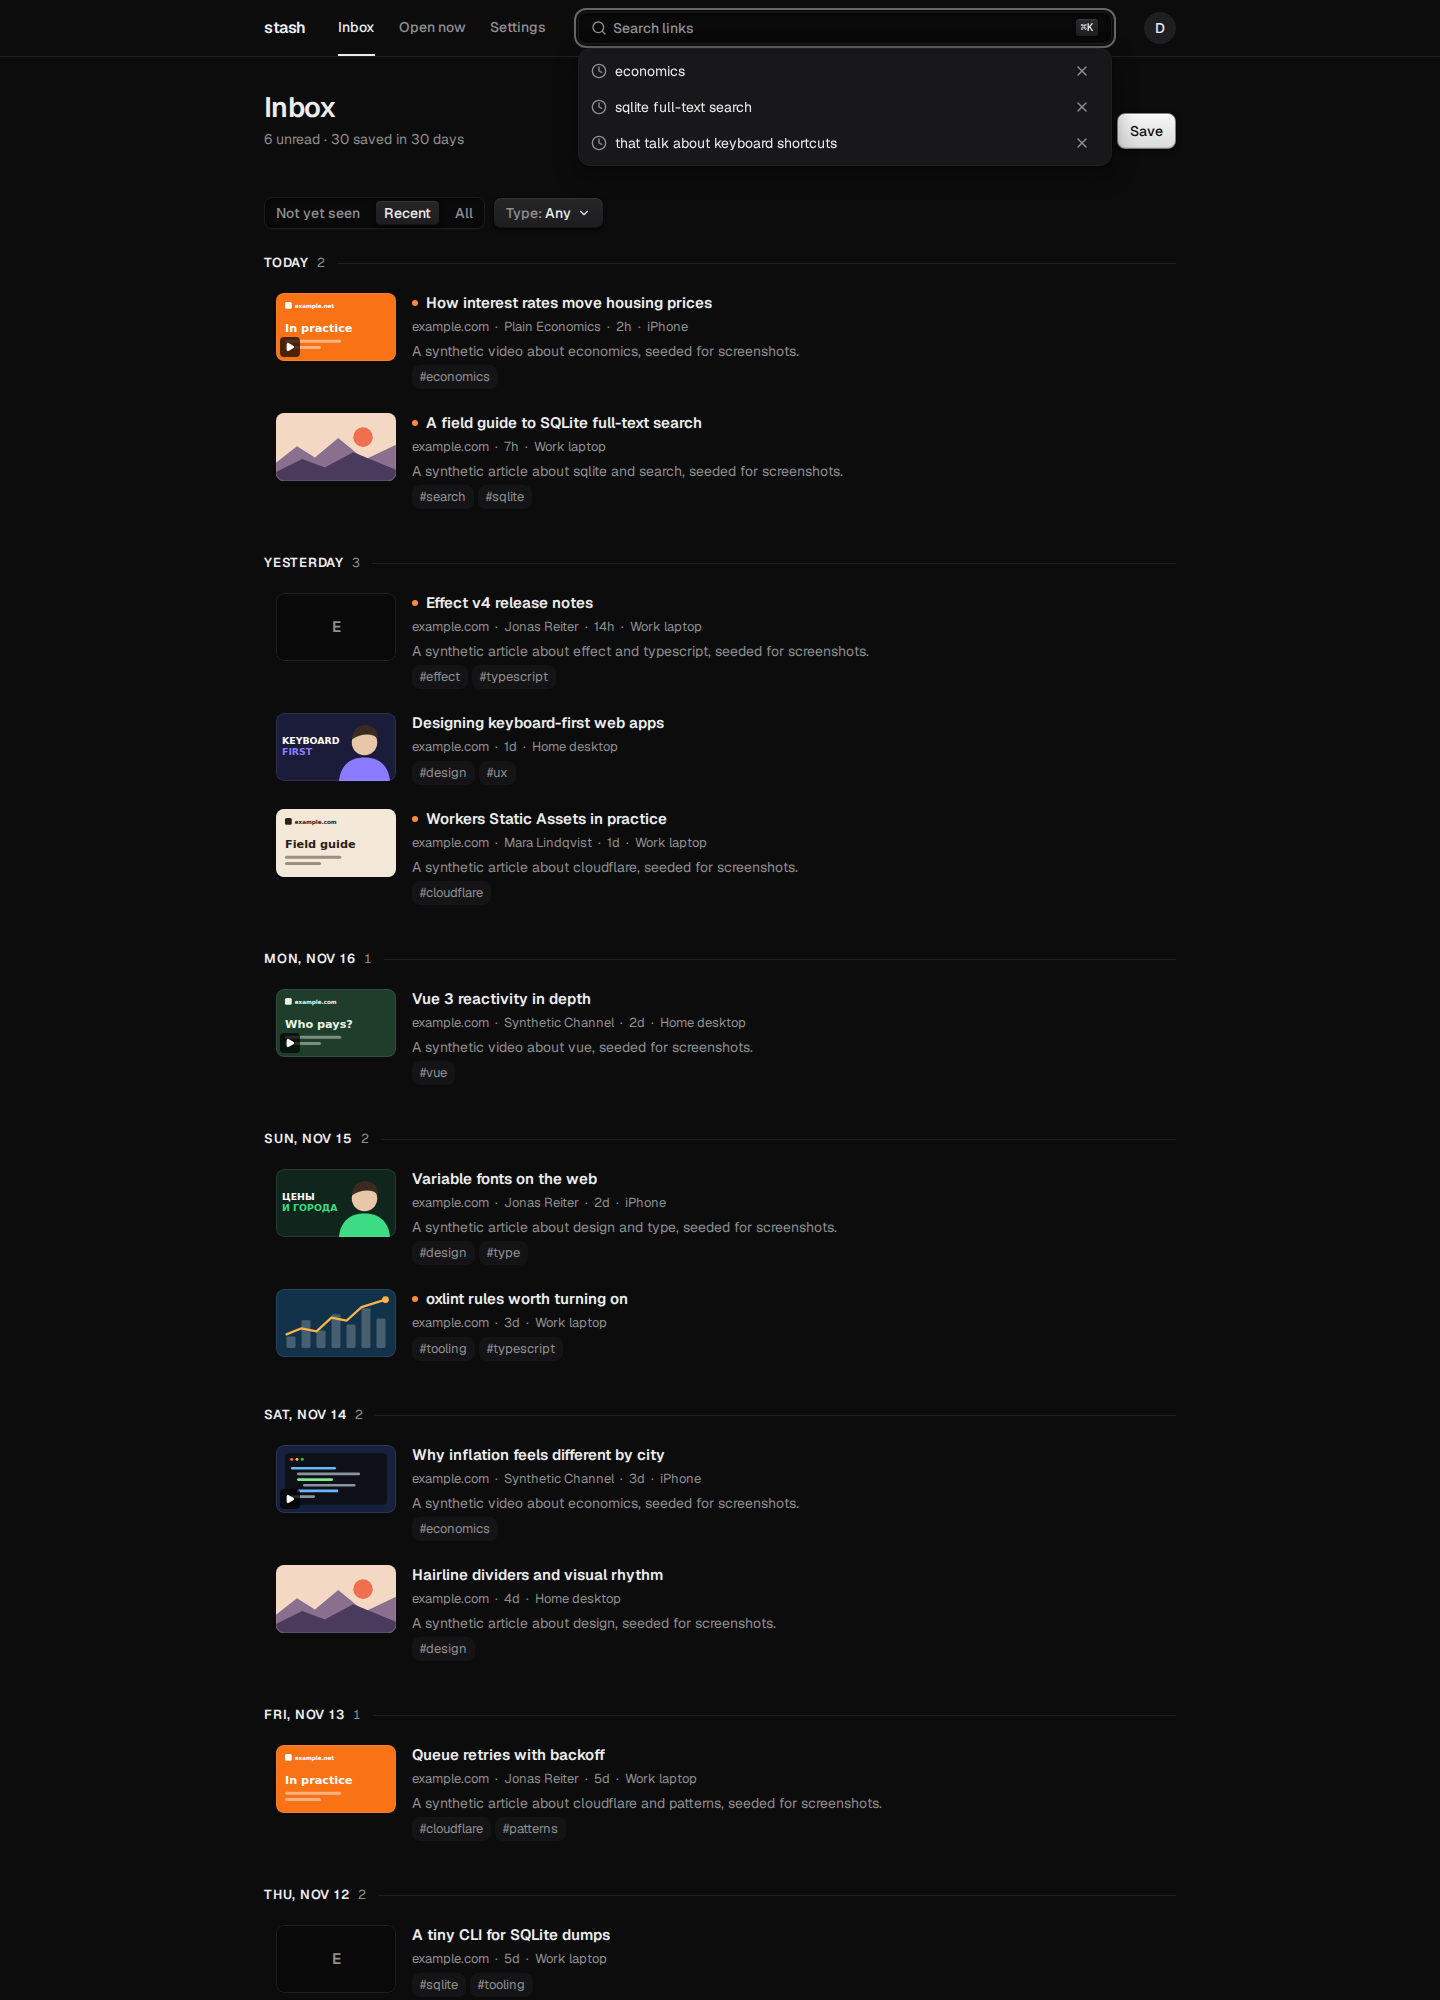 stash Inbox Open now Settings Search links ⌘K D
economics
sqlite full-text search
that talk about keyboard shortcuts
Inbox
6 unread · 30 saved in 30 days
Save
Not yet seen Recent All Type: Any
TODAY 2
example.net
In practice
How interest rates move housing prices
example.com · Plain Economics · 2h · iPhone
A synthetic video about economics, seeded for screenshots.
#economics
A field guide to SQLite full-text search
example.com · 7h · Work laptop
A synthetic article about sqlite and search, seeded for screenshots.
#search #sqlite
YESTERDAY 3
E
Effect v4 release notes
example.com · Jonas Reiter · 14h · Work laptop
A synthetic article about effect and typescript, seeded for screenshots.
#effect #typescript
KEYBOARD
FIRST
Designing keyboard-first web apps
example.com · 1d · Home desktop
#design #ux
example.com
Field guide
Workers Static Assets in practice
example.com · Mara Lindqvist · 1d · Work laptop
A synthetic article about cloudflare, seeded for screenshots.
#cloudflare
MON, NOV 16 1
example.com
Who pays?
Vue 3 reactivity in depth
example.com · Synthetic Channel · 2d · Home desktop
A synthetic video about vue, seeded for screenshots.
#vue
SUN, NOV 15 2
ЦЕНЫ
И ГОРОДА
Variable fonts on the web
example.com · Jonas Reiter · 2d · iPhone
A synthetic article about design and type, seeded for screenshots.
#design #type
oxlint rules worth turning on
example.com · 3d · Work laptop
#tooling #typescript
SAT, NOV 14 2
Why inflation feels different by city
example.com · Synthetic Channel · 3d · iPhone
A synthetic video about economics, seeded for screenshots.
#economics
Hairline dividers and visual rhythm
example.com · 4d · Home desktop
A synthetic article about design, seeded for screenshots.
#design
FRI, NOV 13 1
example.net
In practice
Queue retries with backoff
example.com · Jonas Reiter · 5d · Work laptop
A synthetic article about cloudflare and patterns, seeded for screenshots.
#cloudflare #patterns
THU, NOV 12 2
E
A tiny CLI for SQLite dumps
example.com · 5d · Work laptop
#sqlite #tooling